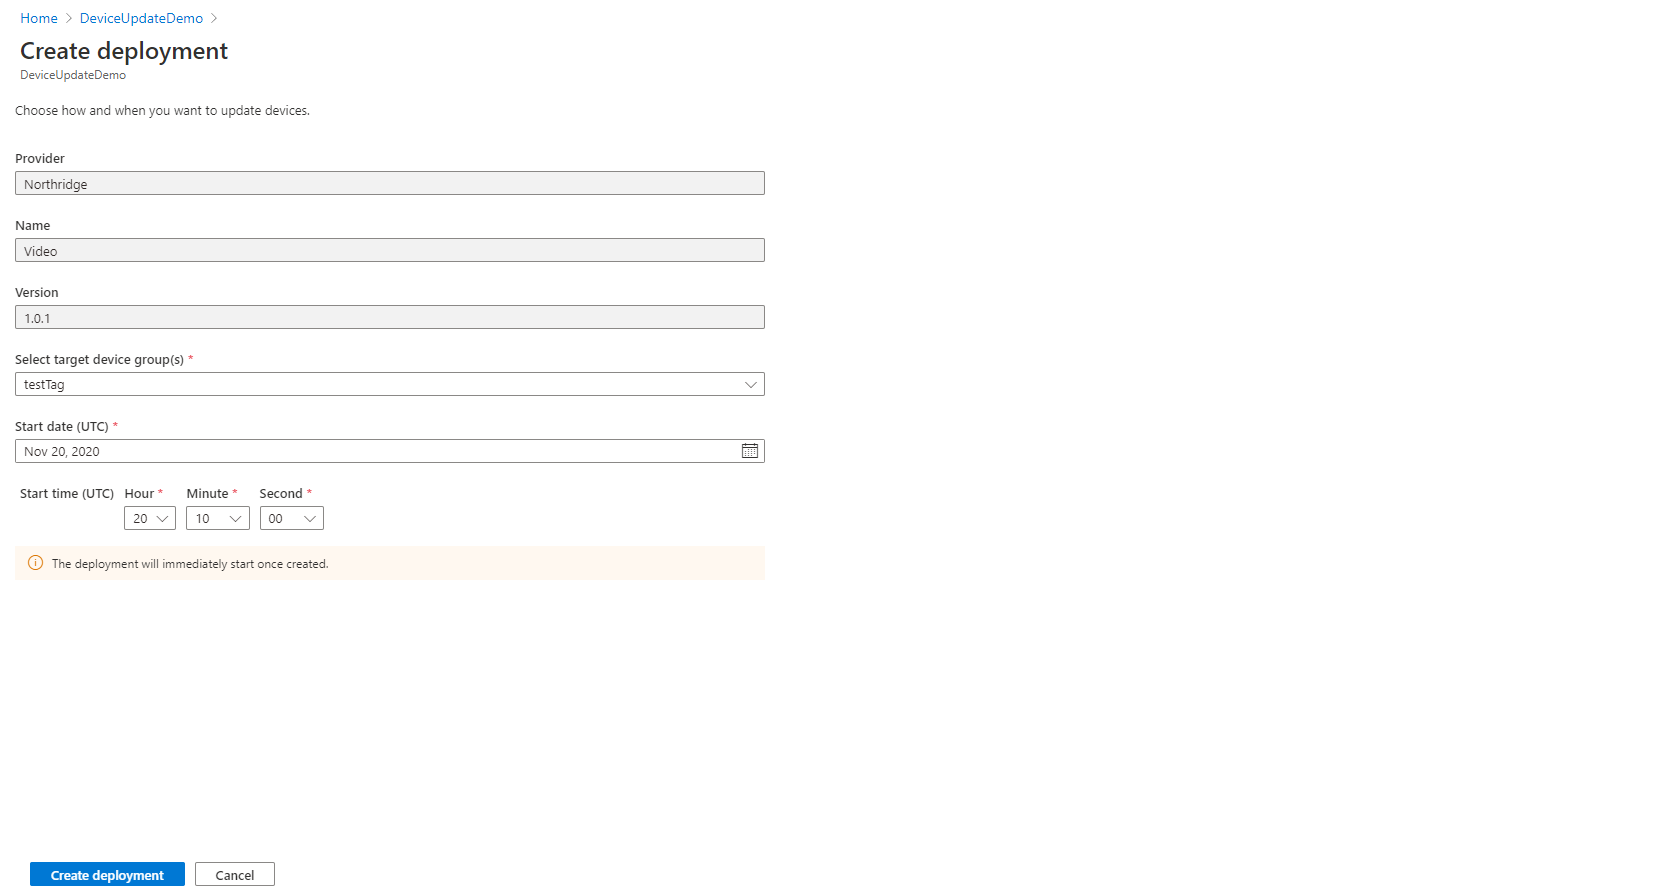 Home > DeviceUpdateDemo >
Create deployment
DeviceUpdateDemo
Choose how and when you want to update devices.
Provider
Northridge
Name
Video
Version
1.0.1
Select target device group(s) *
testTag
Start date (UTC) *
Nov 20, 2020
Start time (UTC) Hour * Minute * Second *
20 10 00
The deployment will immediately start once created.
Create deployment Cancel